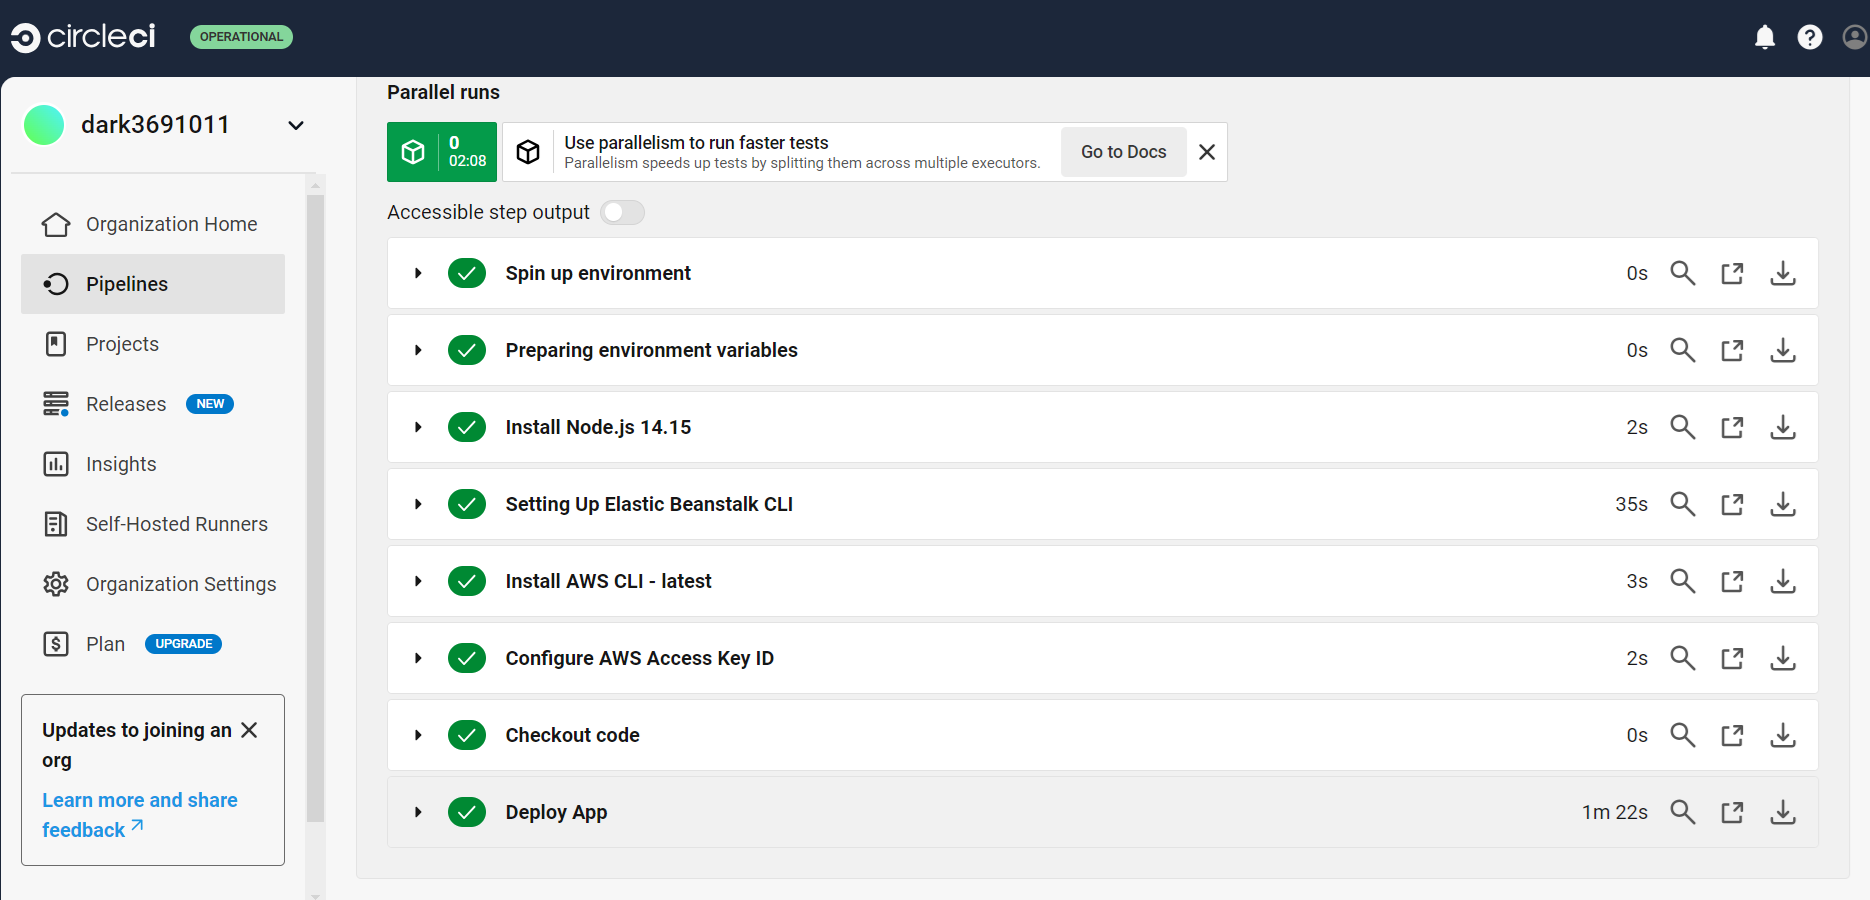 circleci
OPERATIONAL
dark3691011
Organization Home
Pipelines
Projects
Releases NEW
Insights
Self-Hosted Runners
Organization Settings
Plan UPGRADE
Updates to joining an
org
Learn more and share
feedback
Parallel runs
0
02:08
Use parallelism to run faster tests
Parallelism speeds up tests by splitting them across multiple executors.
Go to Docs
Accessible step output
Spin up environment 0s
Preparing environment variables 0s
Install Node.js 14.15 2s
Setting Up Elastic Beanstalk CLI 35s
Install AWS CLI - latest 3s
Configure AWS Access Key ID 2s
Checkout code 0s
Deploy App 1m 22s